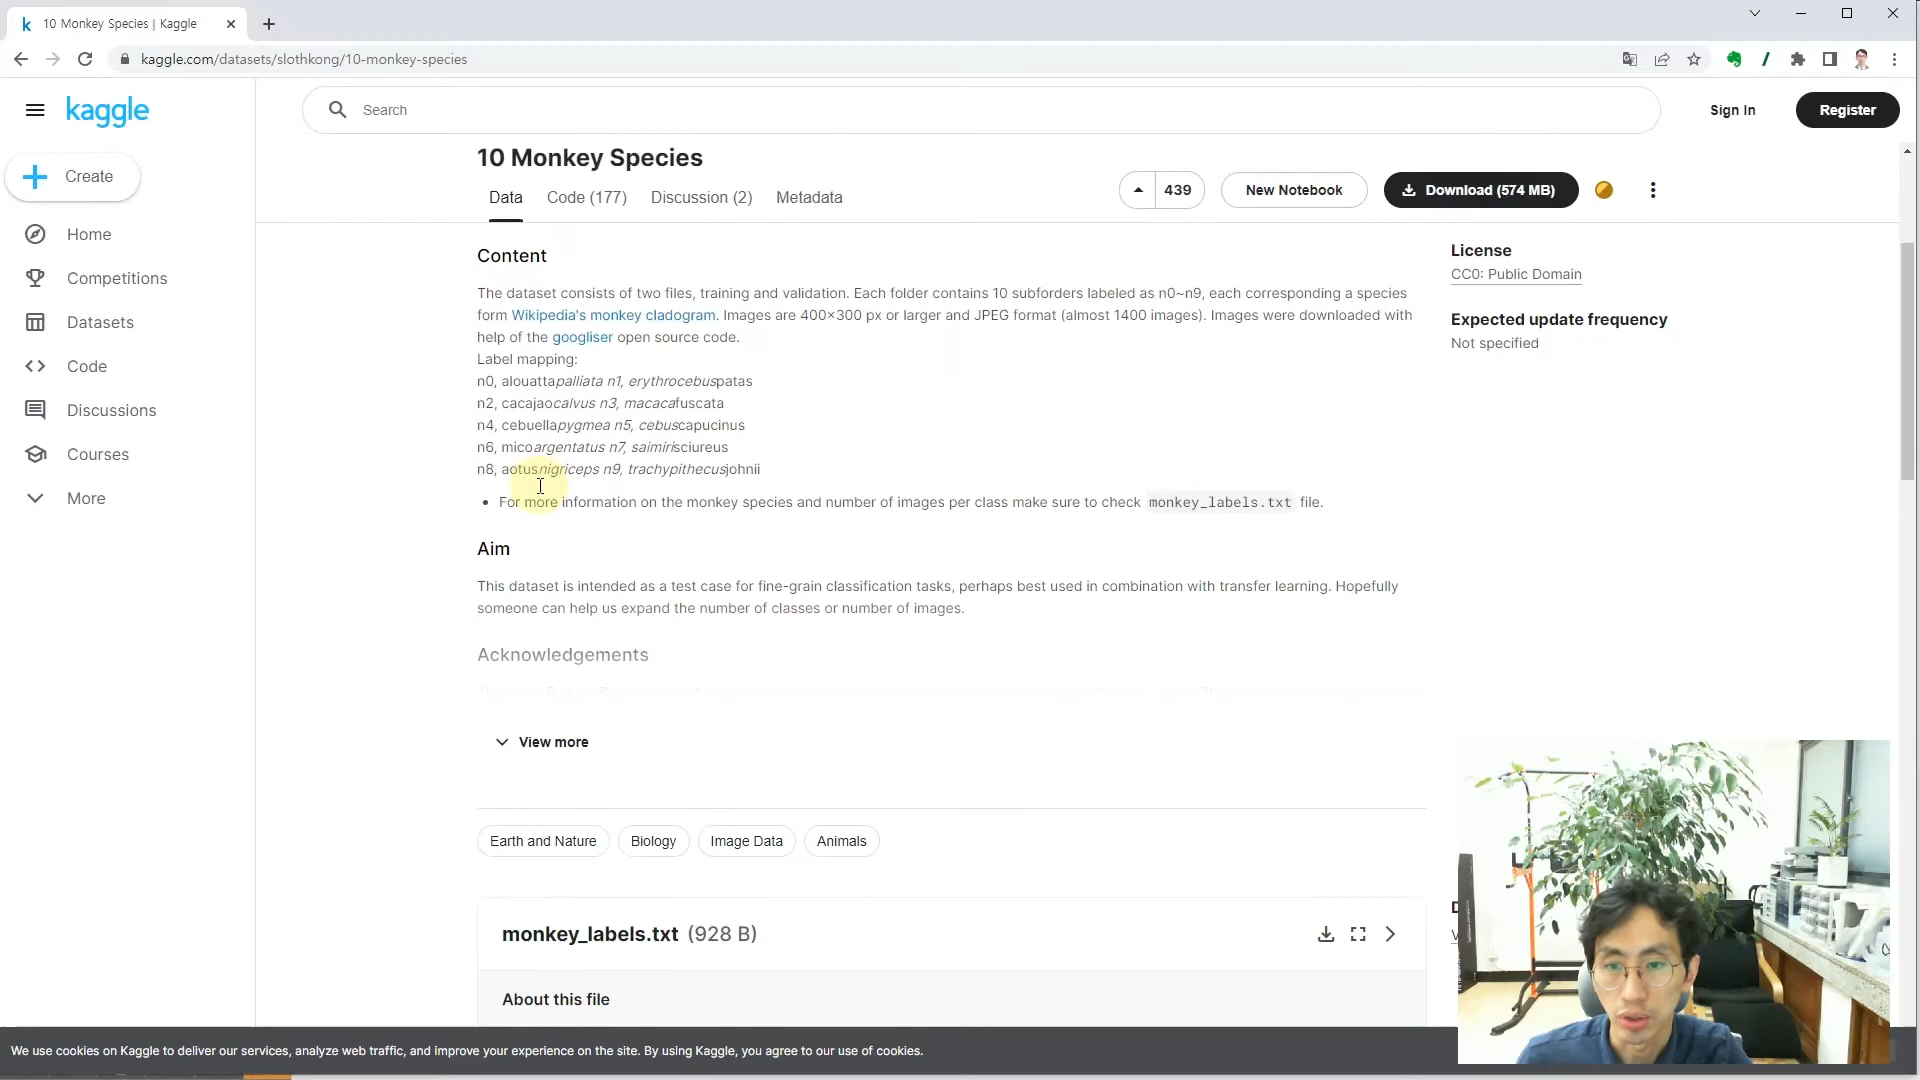 10 Monkey Species | Kaggle
kaggle.com/datasets/slothkong/10-monkey-species
kaggle
Search
Sign In
Register
Create
Home
Competitions
Datasets
Code
Discussions
Courses
More
10 Monkey Species
Data Code (177) Discussion (2) Metadata
439
New Notebook
Download (574 MB)
Content
The dataset consists of two files, training and validation. Each folder contains 10 subforders labeled as n0~n9, each corresponding a species
form Wikipedia's monkey cladogram. Images are 400x300 px or larger and JPEG format (almost 1400 images). Images were downloaded with
help of the googliser open source code.
Label mapping:
n0, alouattapalliata n1, erythrocebuspatas
n2, cacajaocalvus n3, macacafuscata
n4, cebuellapygmea n5, cebuscapucinus
n6, micoargentatus n7, saimirisciureus
n8, aotusnigriceps n9, trachypithecusjohnii
• For more information on the monkey species and number of images per class make sure to check monkey_labels.txt file.
Aim
This dataset is intended as a test case for fine-grain classification tasks, perhaps best used in combination with transfer learning. Hopefully
someone can help us expand the number of classes or number of images.
Acknowledgements
View more
Earth and Nature
Biology
Image Data
Animals
License
CC0: Public Domain
Expected update frequency
Not specified
monkey_labels.txt (928 B)
About this file
We use cookies on Kaggle to deliver our services, analyze web traffic, and improve your experience on the site. By using Kaggle, you agree to our use of cookies.